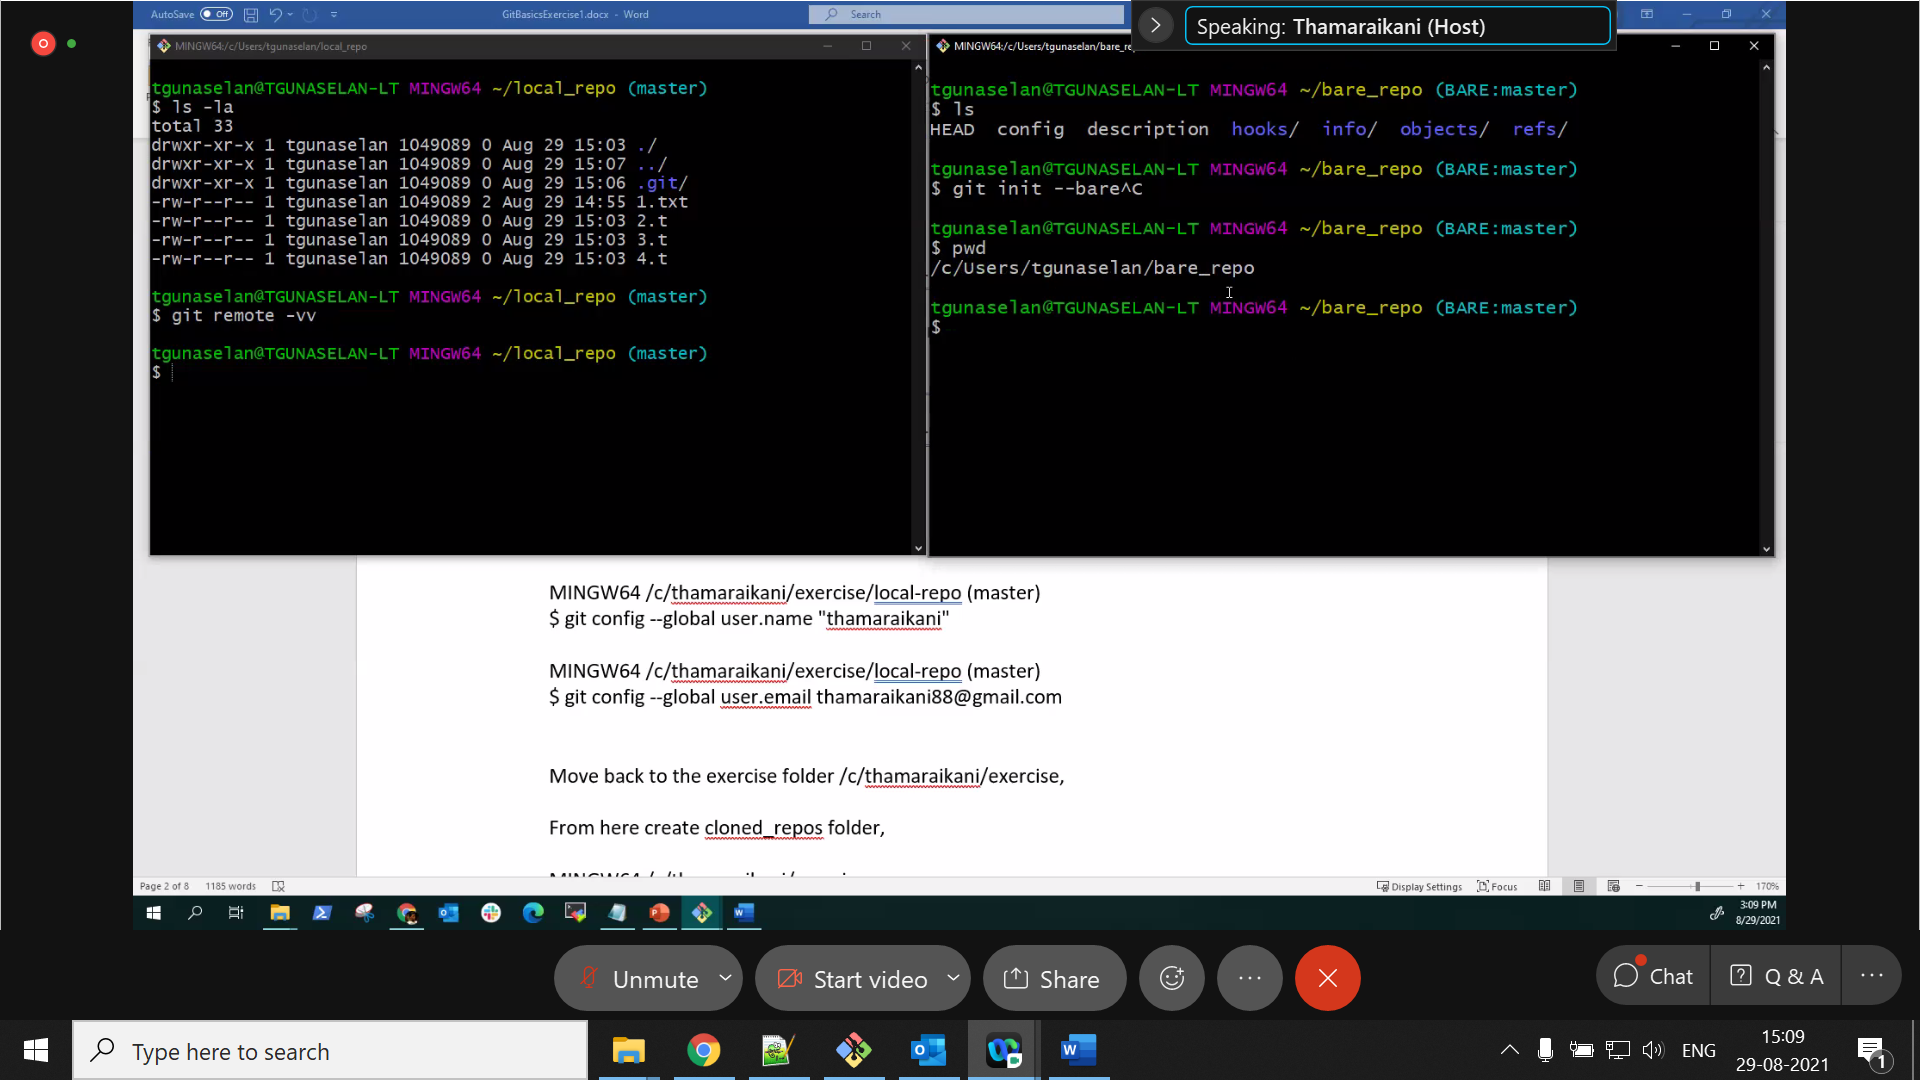 AutoSave Off
GitBasicsExercise1.docx - Word
Search
Speaking: Thamaraikani (Host)
MINGW64:/c/Users/tgunaselan/local_repo
tgunaselan@TGUNASELAN-LT MINGW64 ~/local_repo (master)
$ ls -la
total 33
drwxr-xr-x 1 tgunaselan 1049089 0 Aug 29 15:03 ./
drwxr-xr-x 1 tgunaselan 1049089 0 Aug 29 15:07 ../
drwxr-xr-x 1 tgunaselan 1049089 0 Aug 29 15:06 .git/
-rw-r--r-- 1 tgunaselan 1049089 2 Aug 29 14:55 1.txt
-rw-r--r-- 1 tgunaselan 1049089 0 Aug 29 15:03 2.t
-rw-r--r-- 1 tgunaselan 1049089 0 Aug 29 15:03 3.t
-rw-r--r-- 1 tgunaselan 1049089 0 Aug 29 15:03 4.t
tgunaselan@TGUNASELAN-LT MINGW64 ~/local_repo (master)
$ git remote -vv
tgunaselan@TGUNASELAN-LT MINGW64 ~/local_repo (master)
$
MINGW64:/c/Users/tgunaselan/bare_re
tgunaselan@TGUNASELAN-LT MINGW64 ~/bare_repo (BARE:master)
$ ls
HEAD config description hooks/ info/ objects/ refs/
tgunaselan@TGUNASELAN-LT MINGW64 ~/bare_repo (BARE:master)
$ git init --bare^C
tgunaselan@TGUNASELAN-LT MINGW64 ~/bare_repo (BARE:master)
$ pwd
/c/Users/tgunaselan/bare_repo
tgunaselan@TGUNASELAN-LT MINGW64 ~/bare_repo (BARE:master)
$
MINGW64 /c/thamaraikani/exercise/local-repo (master)
$ git config --global user.name "thamaraikani"
MINGW64 /c/thamaraikani/exercise/local-repo (master)
$ git config --global user.email thamaraikani88@gmail.com
Move back to the exercise folder /c/thamaraikani/exercise,
From here create cloned_repos folder,
Page 2 of 8 1185 words
Display Settings Focus 170%
3:09 PM
8/29/2021
Unmute Start video Share Chat Q & A
Type here to search
ENG
15:09
29-08-2021
1